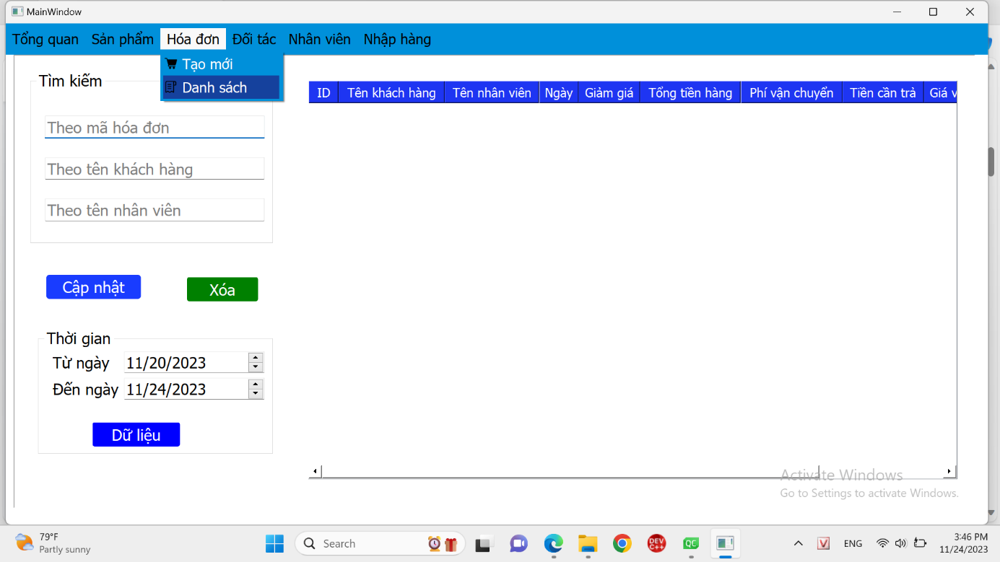 MainWindow
Tổng quan Sản phẩm Hóa đơn Đối tác Nhân viên Nhập hàng
Tạo mới
Danh sách
Tìm kiếm
Theo mã hóa đơn
Theo tên khách hàng
Theo tên nhân viên
Cập nhật Xóa
Thời gian
Từ ngày 11/20/2023
Đến ngày 11/24/2023
Dữ liệu
ID Tên khách hàng Tên nhân viên Ngày Giảm giá Tổng tiền hàng Phí vận chuyển Tiền cần trả Giá v
Activate Windows
Go to Settings to activate Windows.
79°F
Partly sunny
Search
DEV
C++
QC
V
ENG
3:46 PM
11/24/2023